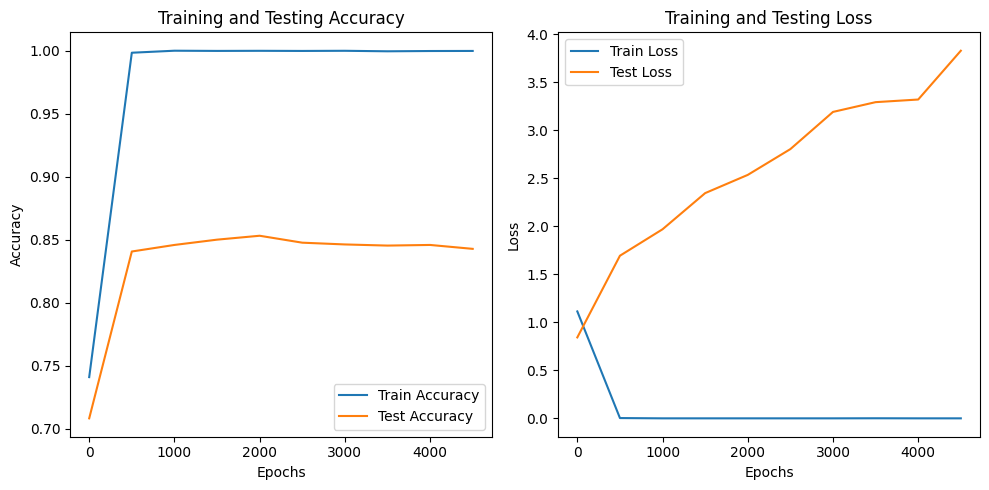 Training and Testing Accuracy
1.00
0.95
0.90
0.85
0.80
0.75
0.70
Accuracy
0
1000
2000
3000
4000
Epochs
Train Accuracy
Test Accuracy
Training and Testing Loss
4.0
3.5
3.0
2.5
2.0
1.5
1.0
0.5
0.0
Loss
0
1000
2000
3000
4000
Epochs
Train Loss
Test Loss